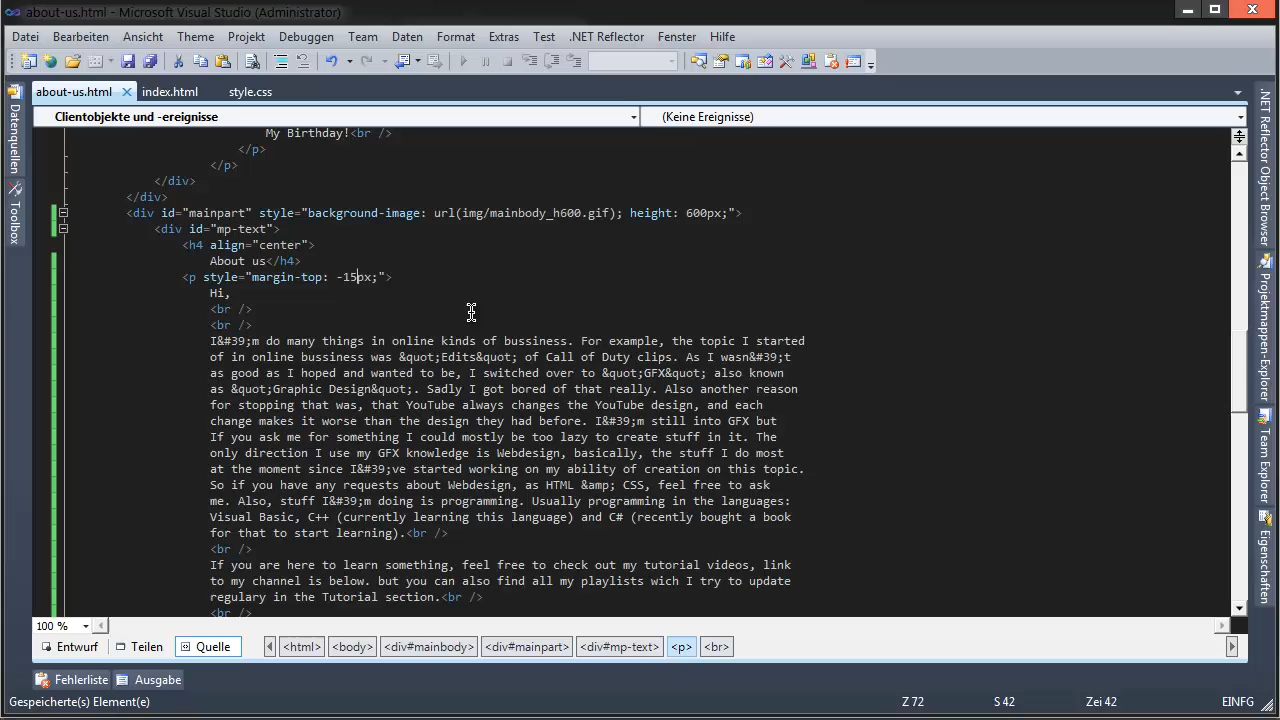 about-us.html - Microsoft Visual Studio (Administrator)
Datei Bearbeiten Ansicht Theme Projekt Debuggen Team Daten Format Extras Test .NET Reflector Fenster Hilfe
about-us.html index.html style.css
Clientobjekte und -ereignisse (Keine Ereignisse)
Datenquellen
Toolbox
My Birthday!<br />
</p>
</p>
</div>
</div>
<div id="mainpart" style="background-image: url(img/mainbody_h600.gif); height: 600px;">
<div id="mp-text">
<h4 align="center">
About us</h4>
<p style="margin-top: -15px;">
Hi,
<br />
<br />
I&#39;m do many things in online kinds of bussiness. For example, the topic I started
of in online bussiness was &quot;Edits&quot; of Call of Duty clips. As I wasn&#39;t
as good as I hoped and wanted to be, I switched over to &quot;GFX&quot; also known
as &quot;Graphic Design&quot;. Sadly I got bored of that really. Also another reason
for stopping that was, that YouTube always changes the YouTube design, and each
change makes it worse than the design they had before. I&#39;m still into GFX but
If you ask me for something I could mostly be too lazy to create stuff in it. The
only direction I use my GFX knowledge is Webdesign, basically, the stuff I do most
at the moment since I&#39;ve started working on my ability of creation on this topic.
So if you have any requests about Webdesign, as HTML &amp; CSS, feel free to ask
me. Also, stuff I&#39;m doing is programming. Usually programming in the languages:
Visual Basic, C++ (currently learning this language) and C# (recently bought a book
for that to start learning).<br />
<br />
If you are here to learn something, feel free to check out my tutorial videos, link
to my channel is below. but you can also find all my playlists wich I try to update
regulary in the Tutorial section.<br />
<br />
.NET Reflector Object Browser
Projektmappen-Explorer
Team Explorer
Eigenschaften
100 %
Entwurf Teilen Quelle <html> <body> <div#mainbody> <div#mainpart> <div#mp-text> <p> <br>
Fehlerliste Ausgabe
Gespeicherte(s) Element(e) Z 72 S 42 Zei 42 EINFG